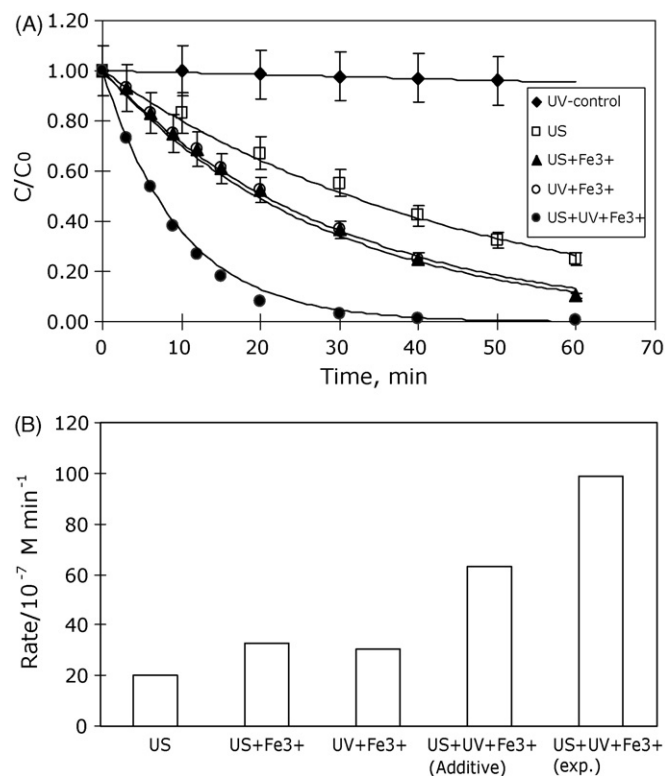 (A)
1.20
1.00
0.80
0.60
0.40
0.20
0.00
C/C0
UV-control
US
US+Fe3+
UV+Fe3+
US+UV+Fe3+
0 10 20 30 40 50 60 70
Time, min
(B)
120
100
80
60
40
20
0
Rate/10⁻⁷ M min⁻¹
US US+Fe3+ UV+Fe3+ US+UV+Fe3+ US+UV+Fe3+
(Additive) (exp.)